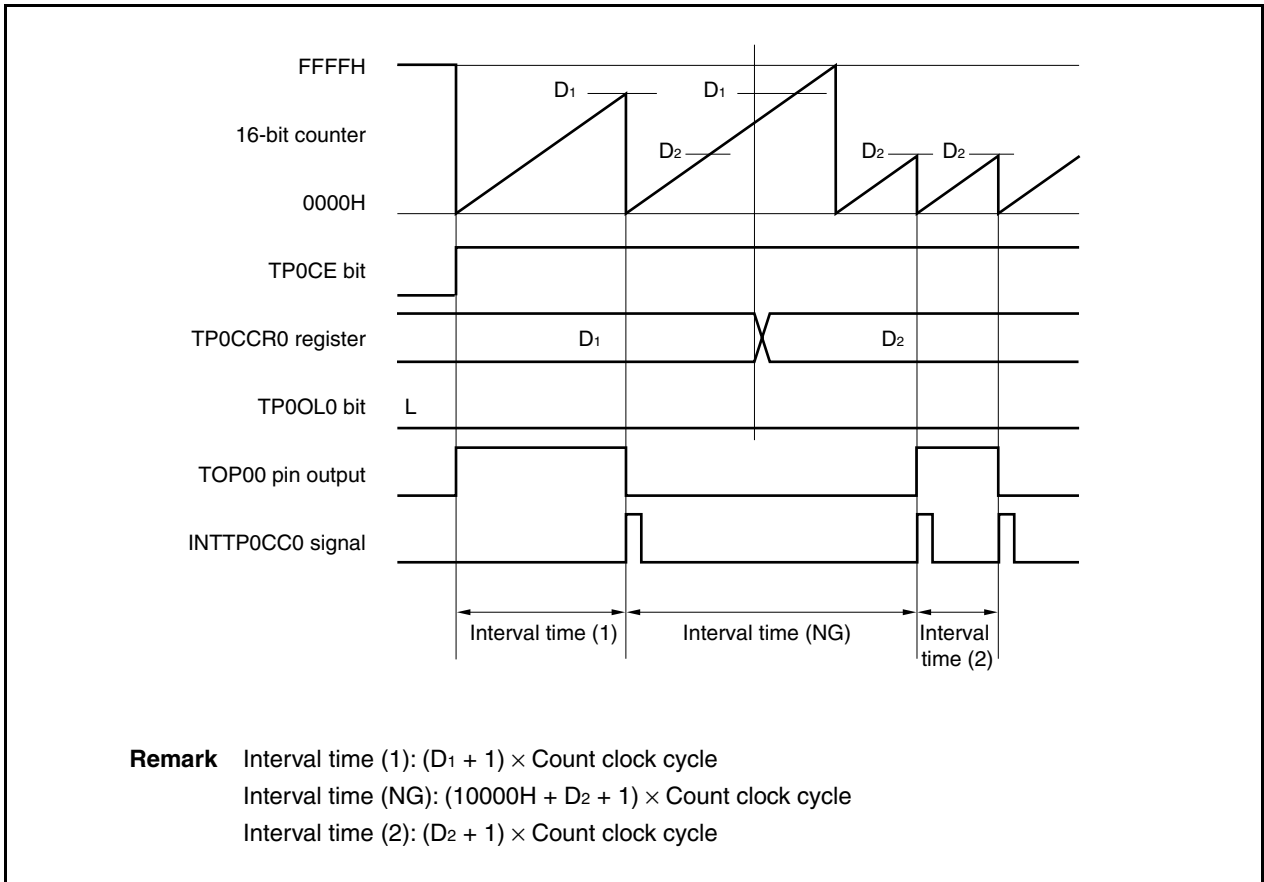 FFFFH
D1
D1
16-bit counter
D2
D2
D2
0000H
TP0CE bit
TP0CCR0 register
D1
D2
TP0OL0 bit
L
TOP00 pin output
INTTP0CC0 signal
Interval time (1)
Interval time (NG)
Interval
time (2)
Remark Interval time (1): (D1 + 1) × Count clock cycle
Interval time (NG): (10000H + D2 + 1) × Count clock cycle
Interval time (2): (D2 + 1) × Count clock cycle